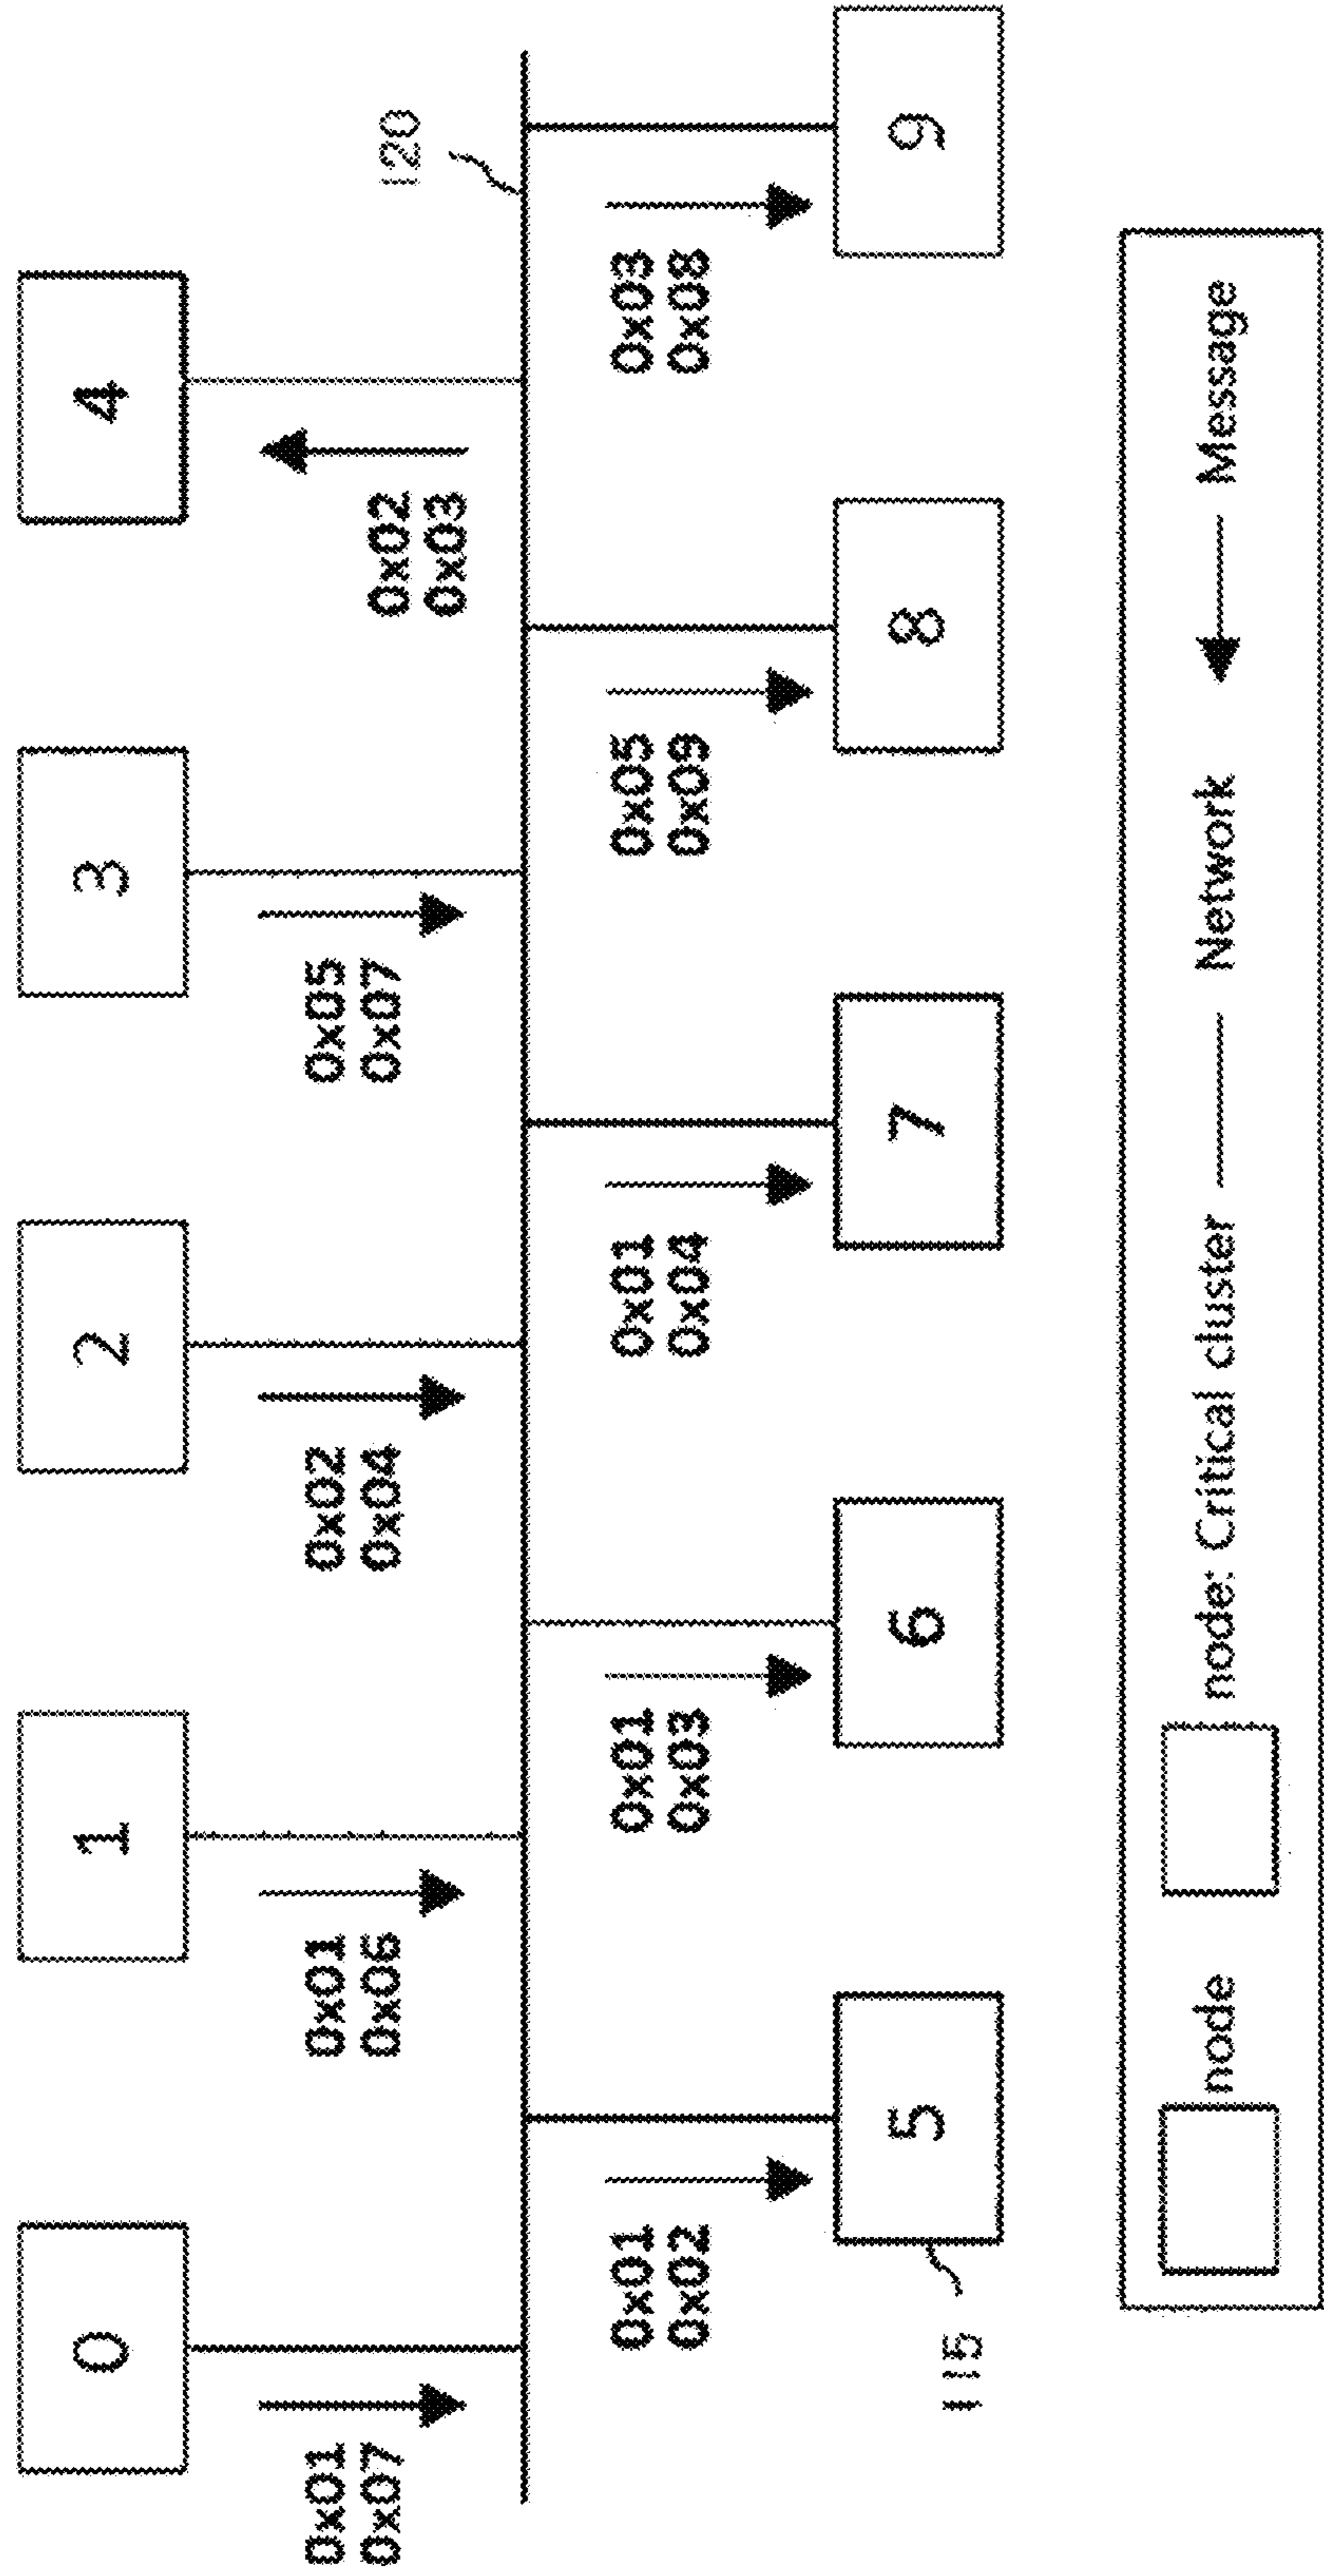 0
1
2
3
4
0x01
0x07
0x01
0x06
0x02
0x04
0x05
0x07
0x02
0x03
120
0x01
0x02
0x01
0x03
0x01
0x04
0x05
0x09
0x03
0x08
5
6
7
8
9
115
node node: Critical cluster Network Message